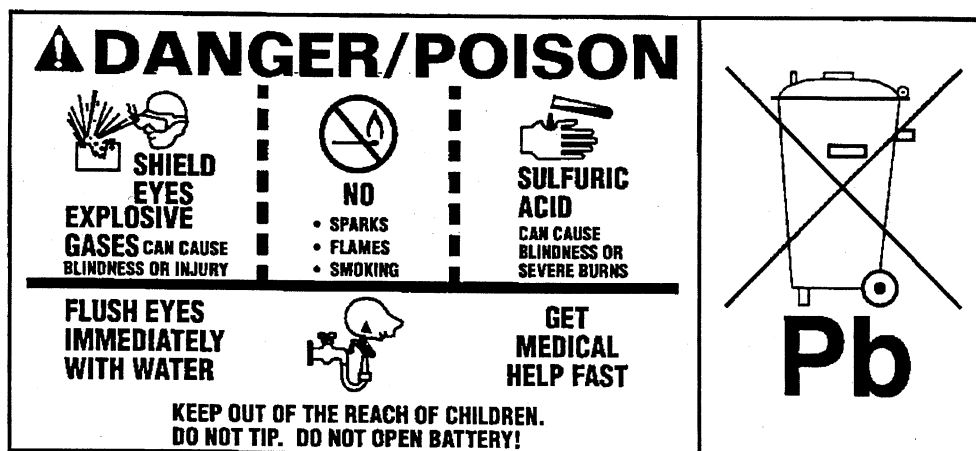 DANGER/POISON
SHIELD
EYES
EXPLOSIVE
GASES CAN CAUSE
BLINDNESS OR INJURY
NO
• SPARKS
• FLAMES
• SMOKING
SULFURIC
ACID
CAN CAUSE
BLINDNESS OR
SEVERE BURNS
FLUSH EYES
IMMEDIATELY
WITH WATER
GET
MEDICAL
HELP FAST
KEEP OUT OF THE REACH OF CHILDREN.
DO NOT TIP. DO NOT OPEN BATTERY!
Pb